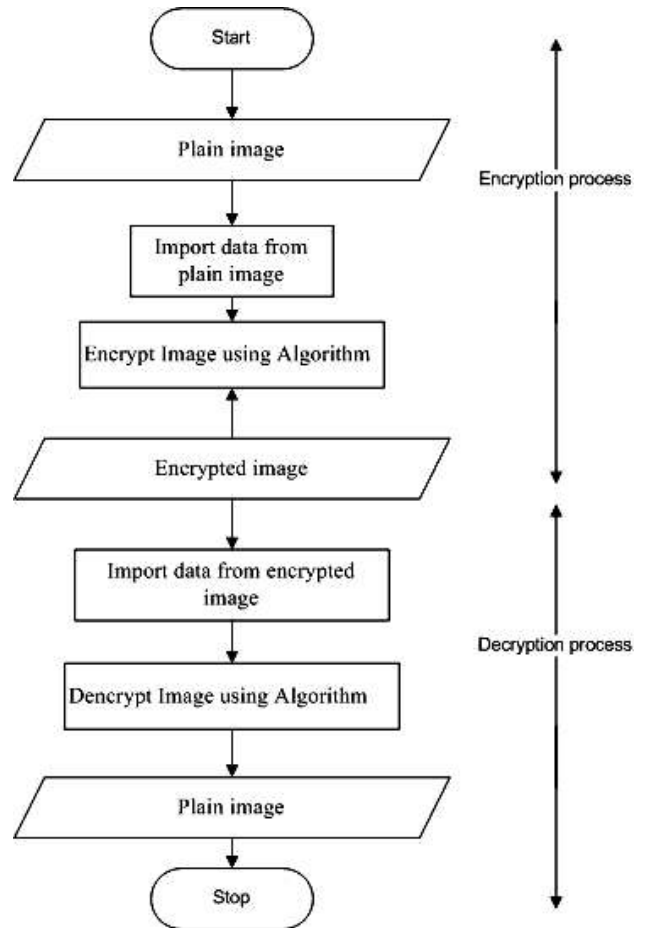 Start
Plain image
Encryption process
Import data from
plain image
Encrypt Image using Algorithm
Encrypted image
Import data from encrypted
image
Decryption process
Dencrypt Image using Algorithm
Plain image
Stop